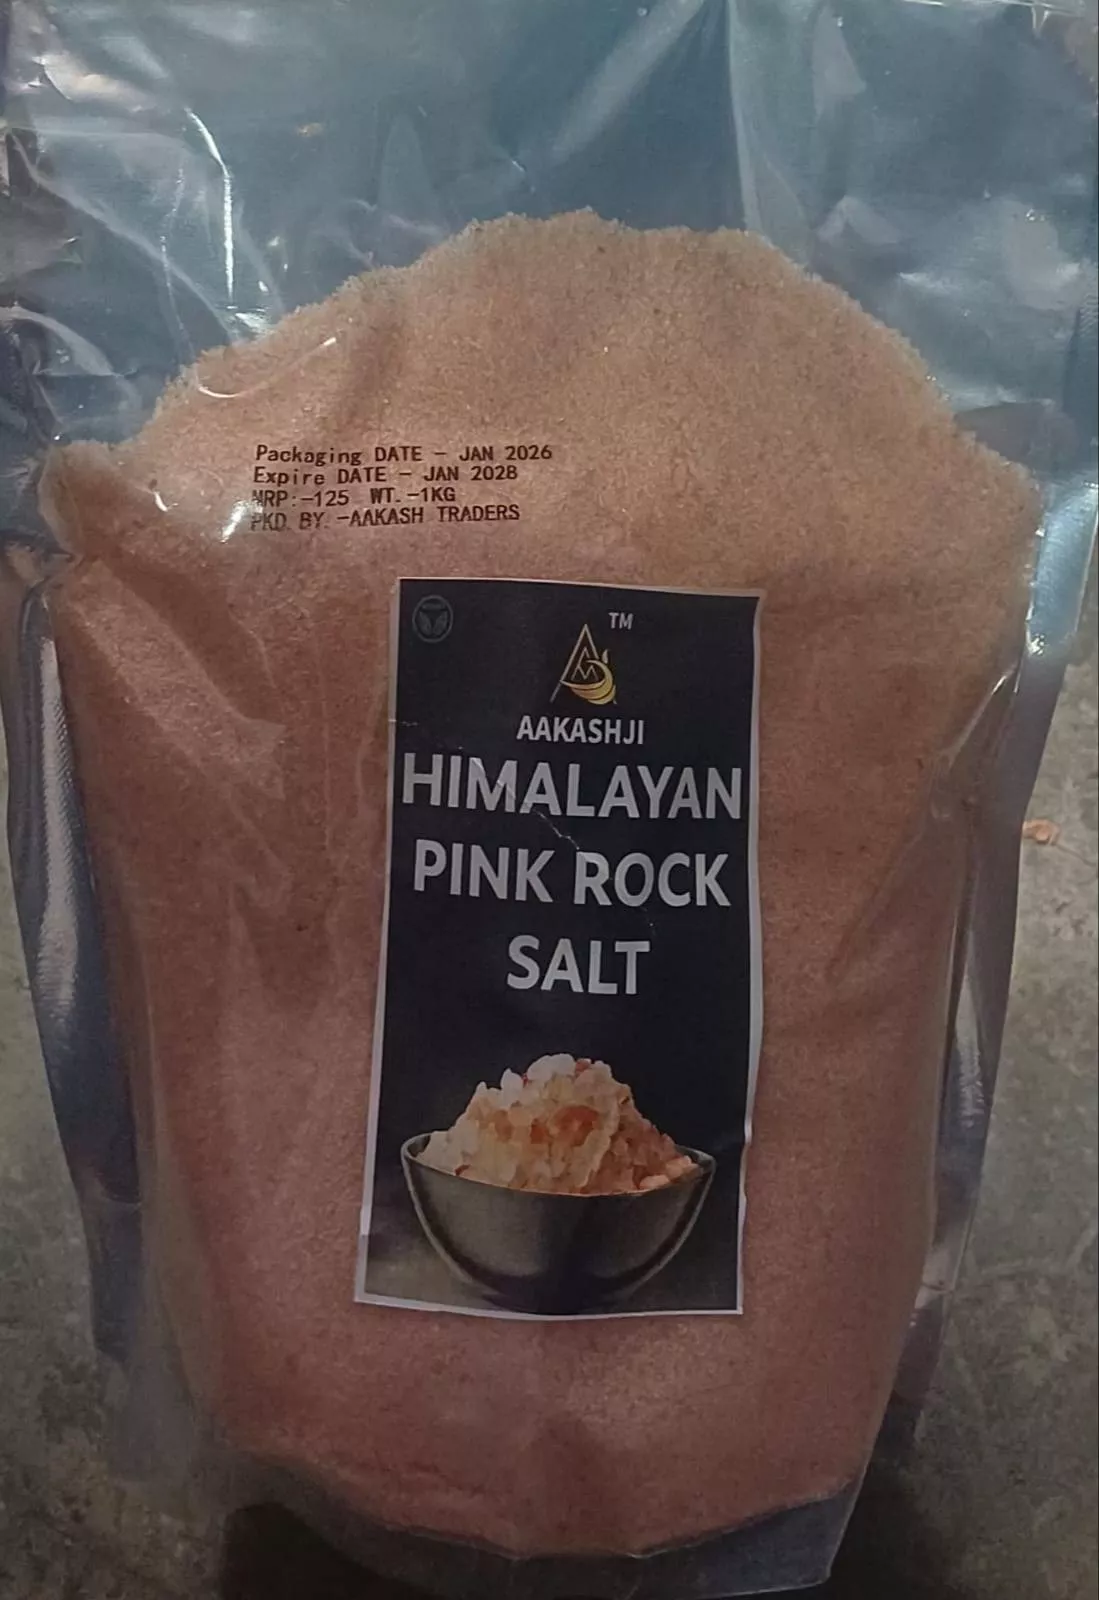 Packaging DATE - JAN 2026
Expire DATE - JAN 2028
MRP:-125 WT.-1KG
PKD. BY.-AAKASH TRADERS
TM
AAKASHJI
HIMALAYAN
PINK ROCK
SALT